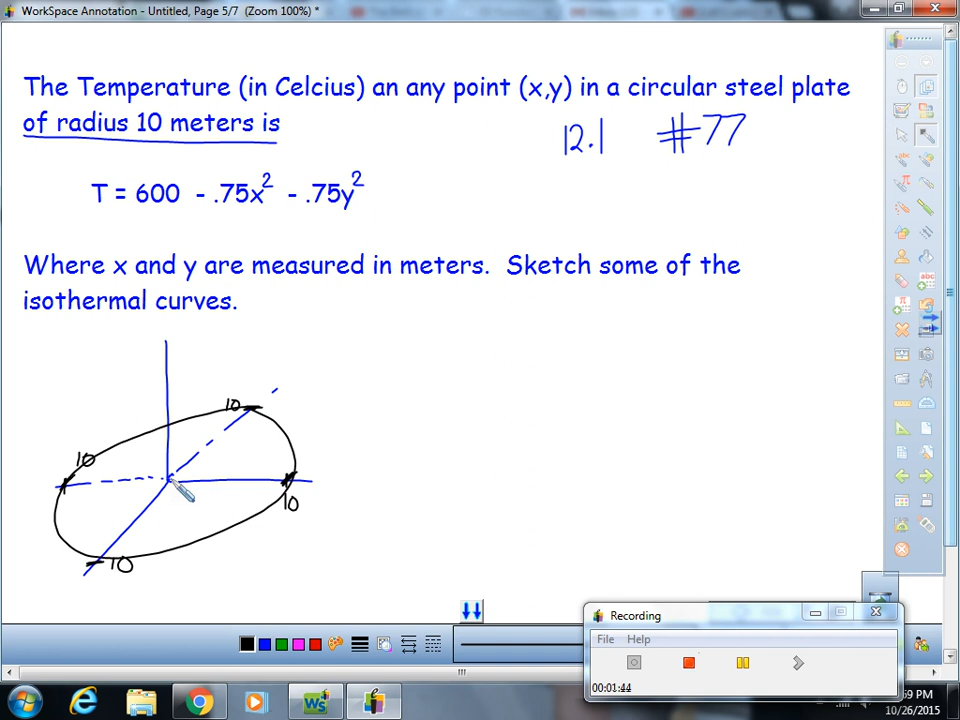 WorkSpace Annotation - Untitled, Page 5/7 (Zoom 100%) *
The Temperature (in Celcius) an any point (x,y) in a circular steel plate
of radius 10 meters is
12.1 #77
T = 600 - .75x² - .75y²
Where x and y are measured in meters. Sketch some of the
isothermal curves.
10
10
10
10
Recording
File Help
00:01:44
10/26/2015